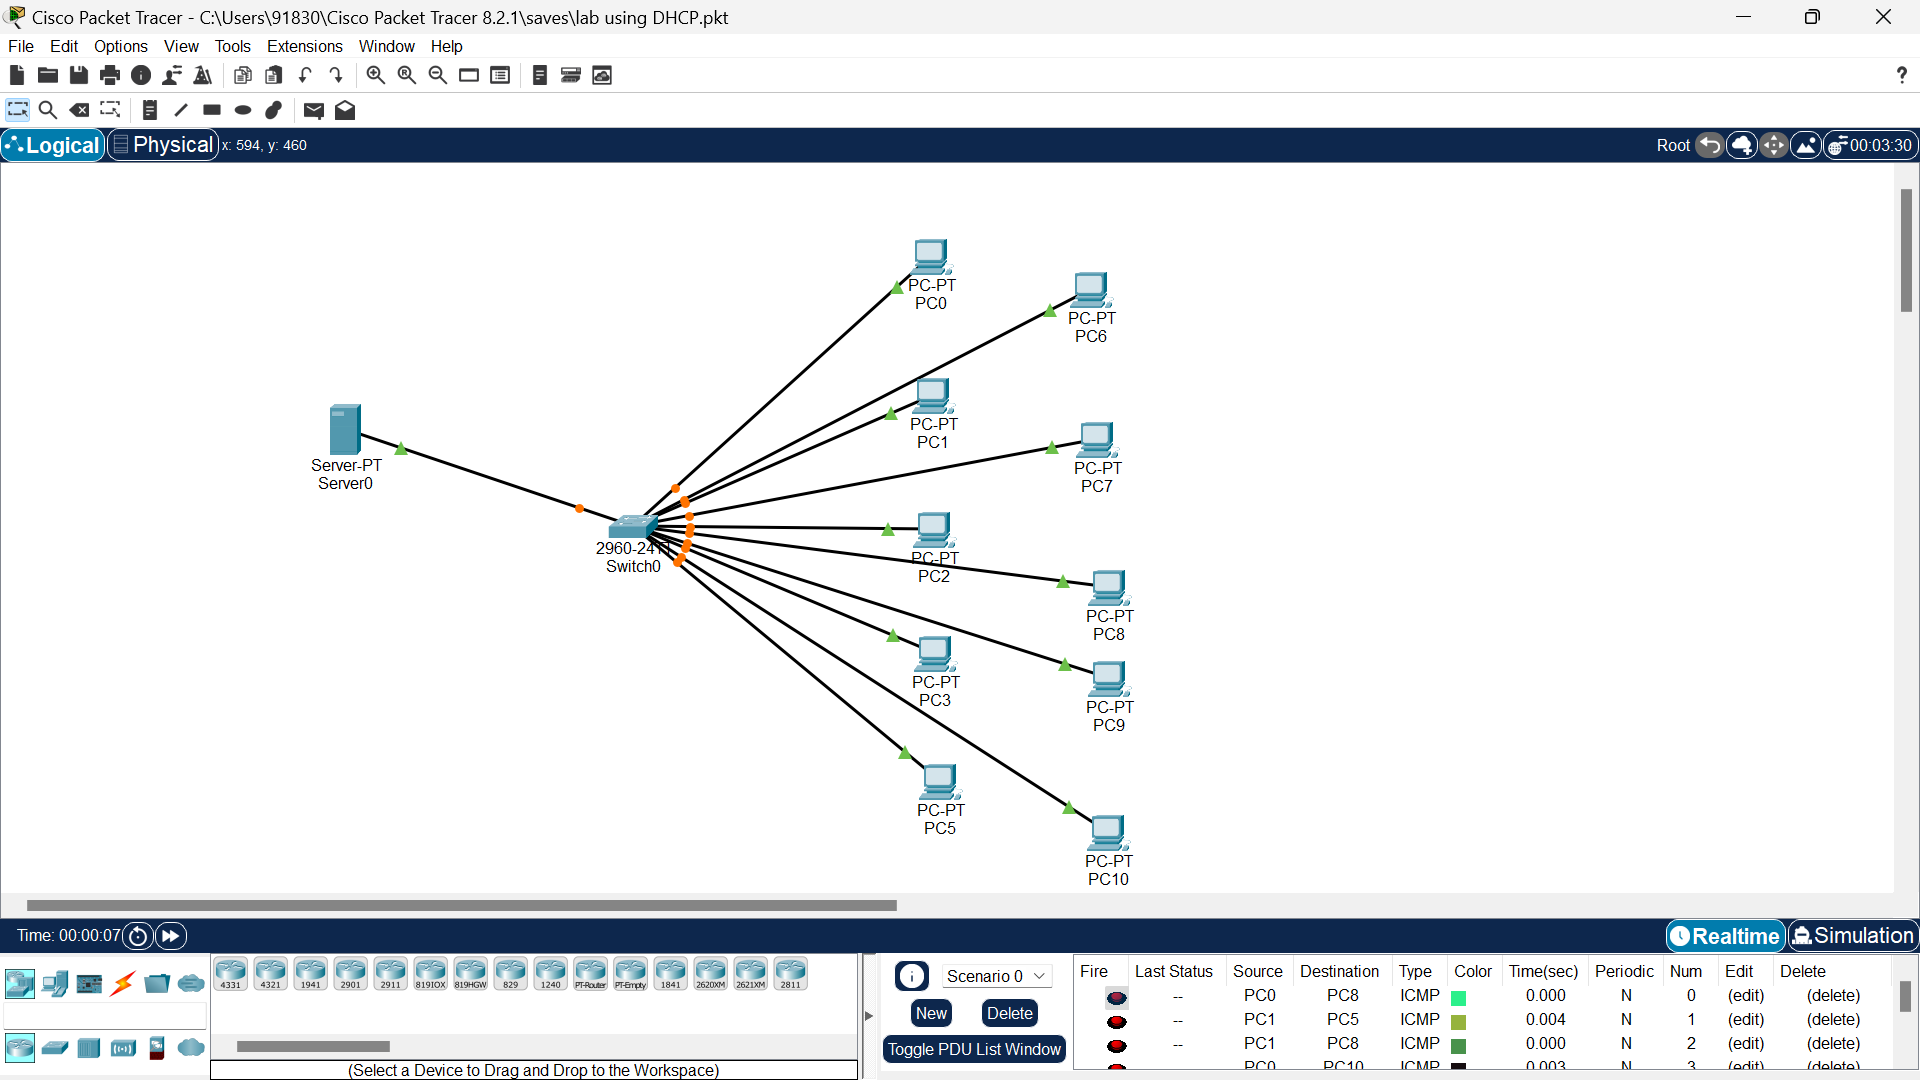 Cisco Packet Tracer - C:\Users\91830\Cisco Packet Tracer 8.2.1\saves\lab using DHCP.pkt
File Edit Options View Tools Extensions Window Help
?
Logical Physical x: 594, y: 460 Root 00:03:30
PC-PT
PC0
PC-PT
PC6
PC-PT
PC1
PC-PT
PC7
Server-PT
Server0
2960-24TT
Switch0
PC-PT
PC2
PC-PT
PC8
PC-PT
PC3
PC-PT
PC9
PC-PT
PC5
PC-PT
PC10
Time: 00:00:07 Realtime Simulation
4331 4321 1941 2901 2911 819IOX 819HGW 829 1240 PT-Router PT-Empty 1841 2620XM 2621XM 2811
(Select a Device to Drag and Drop to the Workspace)
Scenario 0
New Delete
Toggle PDU List Window
Fire Last Status Source Destination Type Color Time(sec) Periodic Num Edit Delete
-- PC0 PC8 ICMP 0.000 N 0 (edit) (delete)
-- PC1 PC5 ICMP 0.004 N 1 (edit) (delete)
-- PC1 PC8 ICMP 0.000 N 2 (edit) (delete)
PC0 PC10 ICMP 0.003 N 3 (edit) (delete)